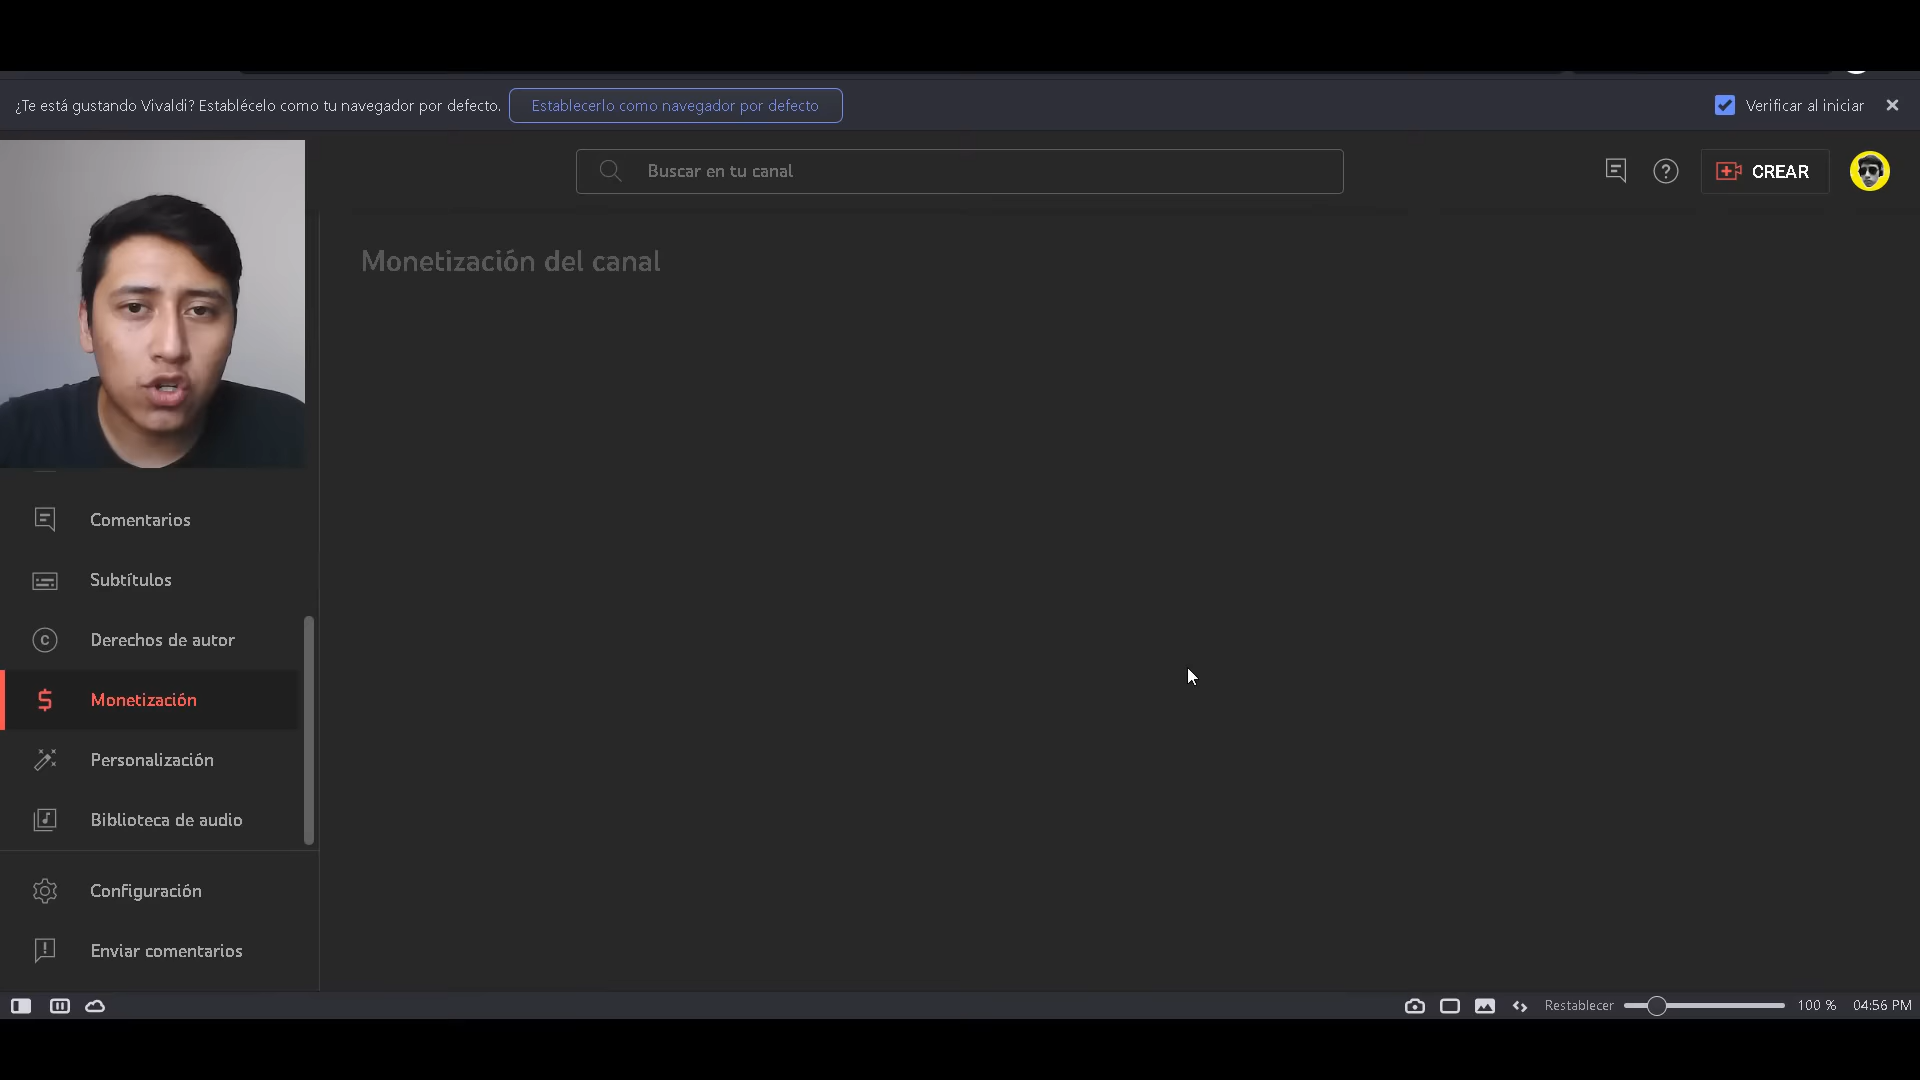 ¿Te está gustando Vivaldi? Establécelo como tu navegador por defecto.
Establecerlo como navegador por defecto
Verificar al iniciar
Buscar en tu canal
CREAR
Monetización del canal
Comentarios
Subtítulos
Derechos de autor
Monetización
Personalización
Biblioteca de audio
Configuración
Enviar comentarios
Restablecer
100 %
04:56 PM